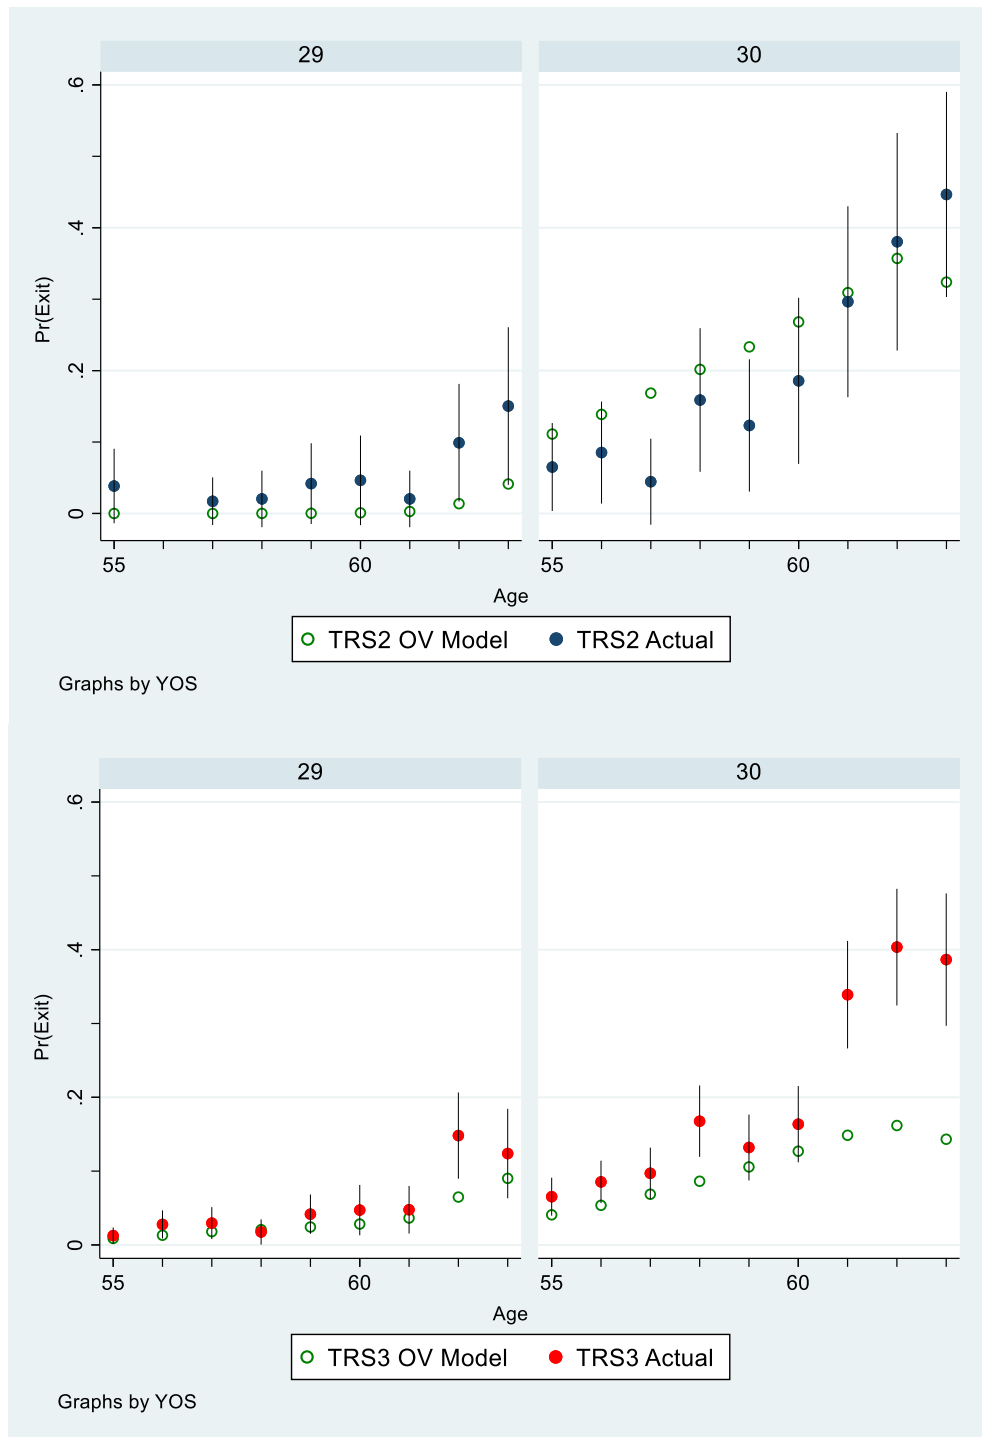 29 30
.6
.4
.2
0
Pr(Exit)
55 60 55 60
Age
TRS2 OV Model TRS2 Actual
Graphs by YOS
29 30
.6
.4
.2
0
Pr(Exit)
55 60 55 60
Age
TRS3 OV Model TRS3 Actual
Graphs by YOS